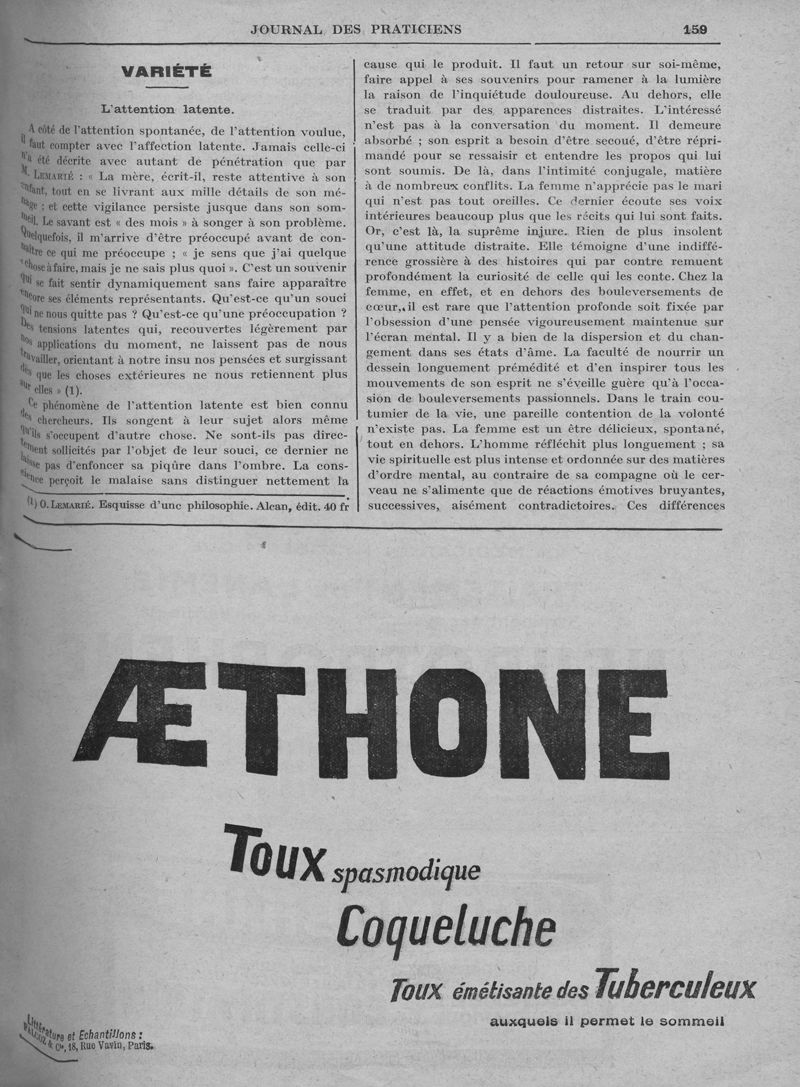 JOURNAL DES PRATICIENS 159
VARIÉTÉ
L'attention latente.
A côté de l'attention spontanée, de l'attention voulue,
il faut compter avec l'affection latente. Jamais celle-ci
n'a été décrite avec autant de pénétration que par
M. LEMARIÉ : « La mère, écrit-il, reste attentive à son
enfant, tout en se livrant aux mille détails de son mé-
nage ; et cette vigilance persiste jusque dans son som-
meil. Le savant est « des mois » à songer à son problème.
Quelquefois, il m'arrive d'être préoccupé avant de con-
naître ce qui me préoccupe ; « je sens que j'ai quelque
chose à faire, mais je ne sais plus quoi ». C'est un souvenir
qui se fait sentir dynamiquement sans faire apparaître
encore ses éléments représentants. Qu'est-ce qu'un souci
qui ne nous quitte pas ? Qu'est-ce qu'une préoccupation ?
Des tensions latentes qui, recouvertes légèrement par
nos applications du moment, ne laissent pas de nous
travailler, orientant à notre insu nos pensées et surgissant
dès que les choses extérieures ne nous retiennent plus
sur elles » (1).
Ce phénomène de l'attention latente est bien connu
des chercheurs. Ils songent à leur sujet alors même
qu'ils s'occupent d'autre chose. Ne sont-ils pas direc-
tement sollicités par l'objet de leur souci, ce dernier ne
laisse pas d'enfoncer sa piqûre dans l'ombre. La cons-
cience perçoit le malaise sans distinguer nettement la
(1) O. LEMARIÉ. Esquisse d'une philosophie. Alcan, édit. 40 fr
cause qui le produit. Il faut un retour sur soi-même,
faire appel à ses souvenirs pour ramener à la lumière
la raison de l'inquiétude douloureuse. Au dehors, elle
se traduit par des apparences distraites. L'intéressé
n'est pas à la conversation du moment. Il demeure
absorbé ; son esprit a besoin d'être secoué, d'être répri-
mandé pour se ressaisir et entendre les propos qui lui
sont soumis. De là, dans l'intimité conjugale, matière
à de nombreux conflits. La femme n'apprécie pas le mari
qui n'est pas tout oreilles. Ce dernier écoute ses voix
intérieures beaucoup plus que les récits qui lui sont faits.
Or, c'est là, la suprême injure. Rien de plus insolent
qu'une attitude distraite. Elle témoigne d'une indiffé-
rence grossière à des histoires qui par contre remuent
profondément la curiosité de celle qui les conte. Chez la
femme, en effet, et en dehors des bouleversements de
cœur, il est rare que l'attention profonde soit fixée par
l'obsession d'une pensée vigoureusement maintenue sur
l'écran mental. Il y a bien de la dispersion et du chan-
gement dans ses états d'âme. La faculté de nourrir un
dessein longuement prémédité et d'en inspirer tous les
mouvements de son esprit ne s'éveille guère qu'à l'occa-
sion de bouleversements passionnels. Dans le train cou-
tumier de la vie, une pareille contention de la volonté
n'existe pas. La femme est un être délicieux, spontané,
tout en dehors. L'homme réfléchit plus longuement ; sa
vie spirituelle est plus intense et ordonnée sur des matières
d'ordre mental, au contraire de sa compagne où le cer-
veau ne s'alimente que de réactions émotives bruyantes,
successives, aisément contradictoires. Ces différences
ÆTHONE
Toux spasmodique
Coqueluche
Toux émétisante des Tuberculeux
auxquels il permet le sommeil
Littérature et Echantillons :
& Cie, 18, Rue Vavin, Paris.